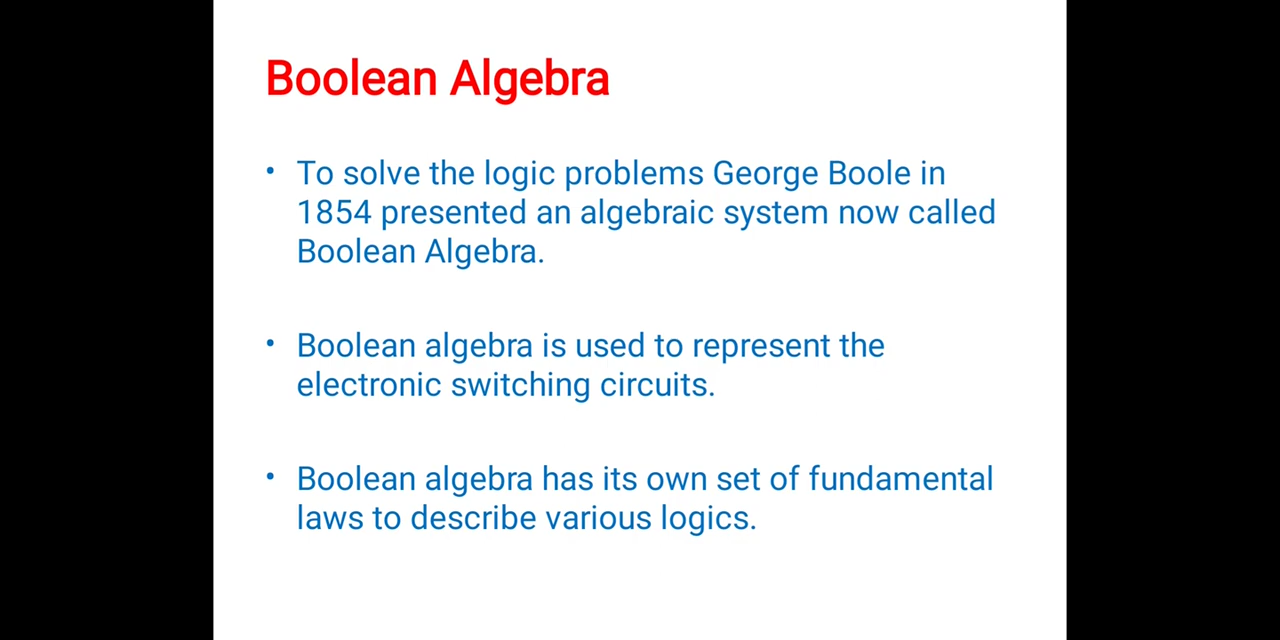 Boolean Algebra
• To solve the logic problems George Boole in
1854 presented an algebraic system now called
Boolean Algebra.
• Boolean algebra is used to represent the
electronic switching circuits.
• Boolean algebra has its own set of fundamental
laws to describe various logics.